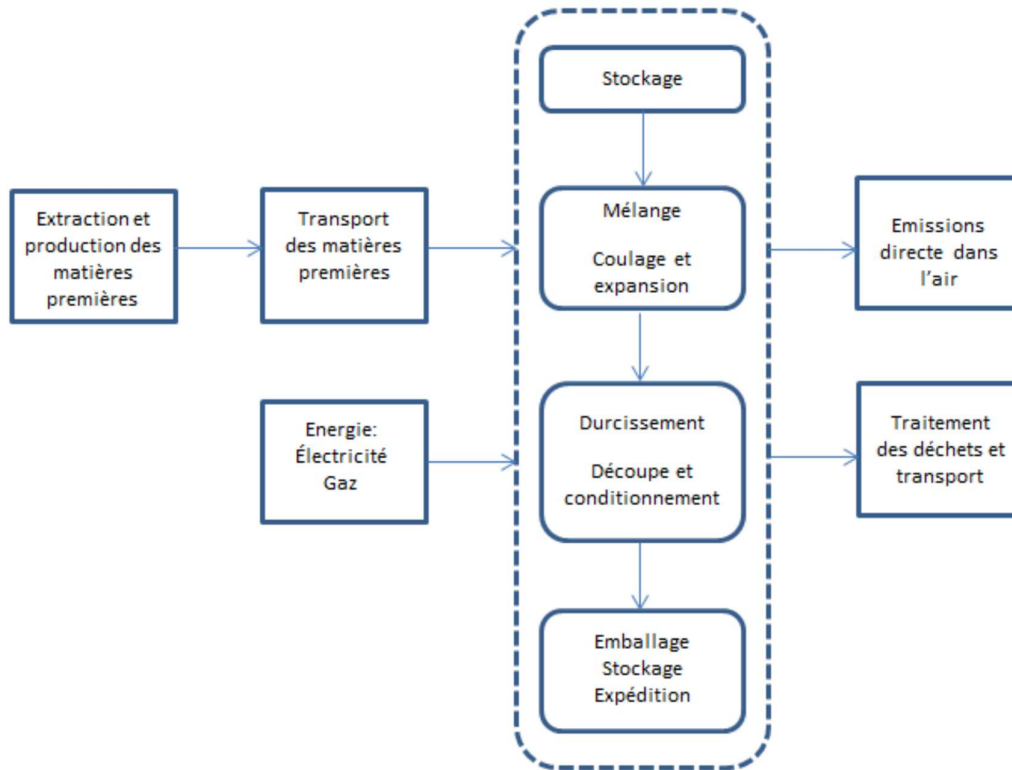 Stockage
Extraction et
production des
matières
premières
Transport
des matières
premières
Mélange
Coulage et
expansion
Emissions
directe dans
l'air
Energie:
Électricité
Gaz
Durcissement
Découpe et
conditionnement
Traitement
des déchets et
transport
Emballage
Stockage
Expédition